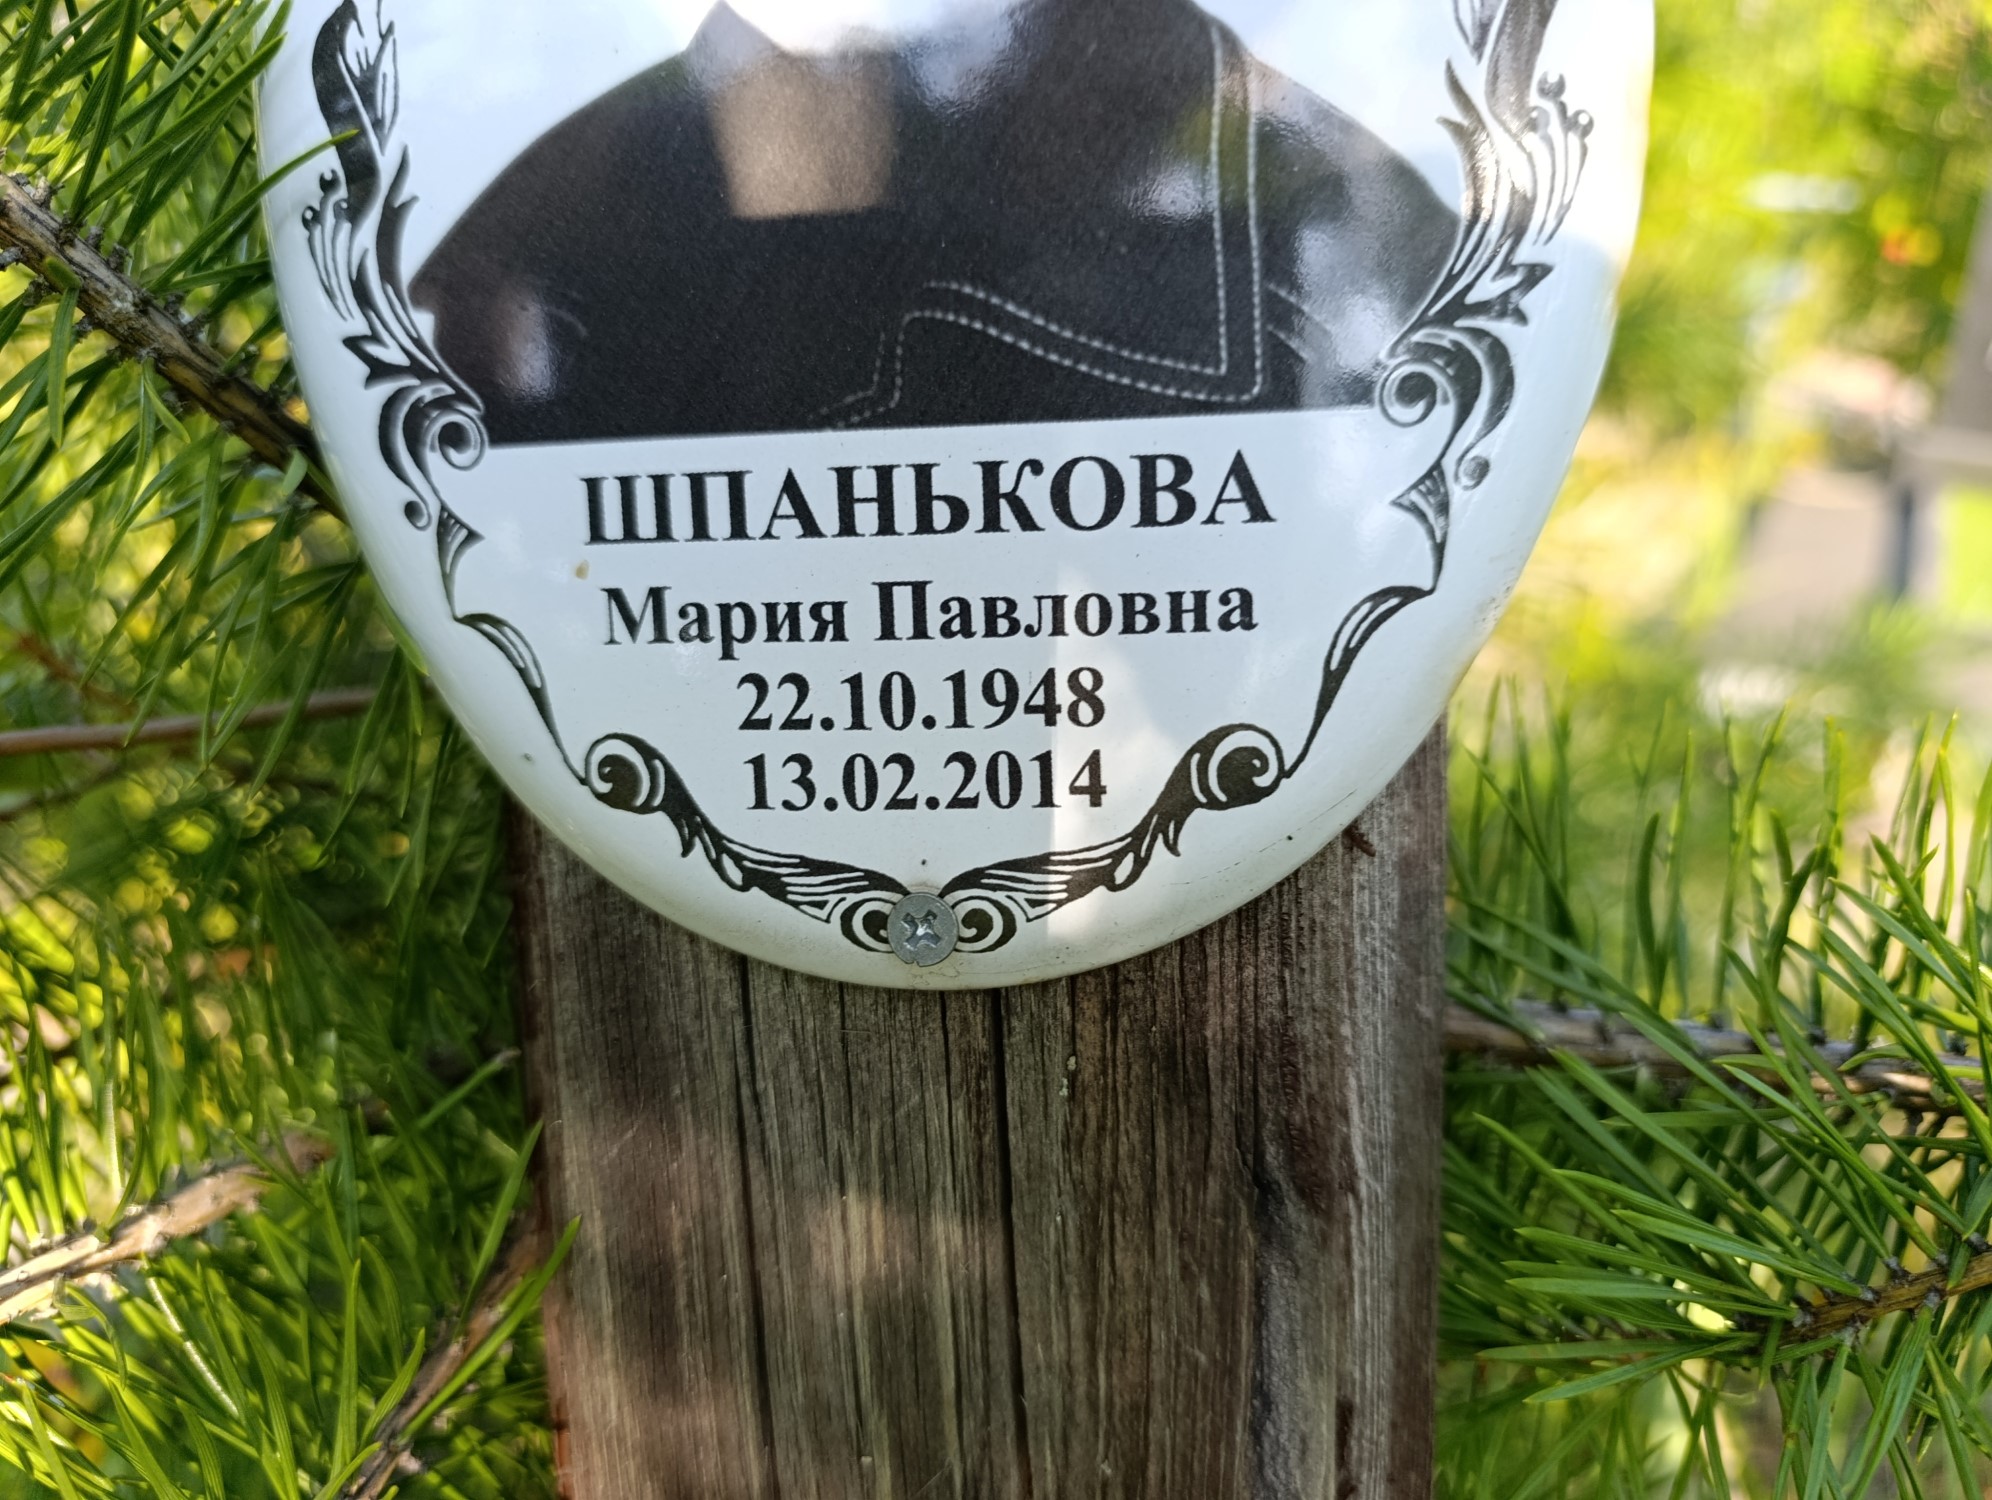 ШПАНЬКОВА
Мария Павловна
22.10.1948
13.02.2014